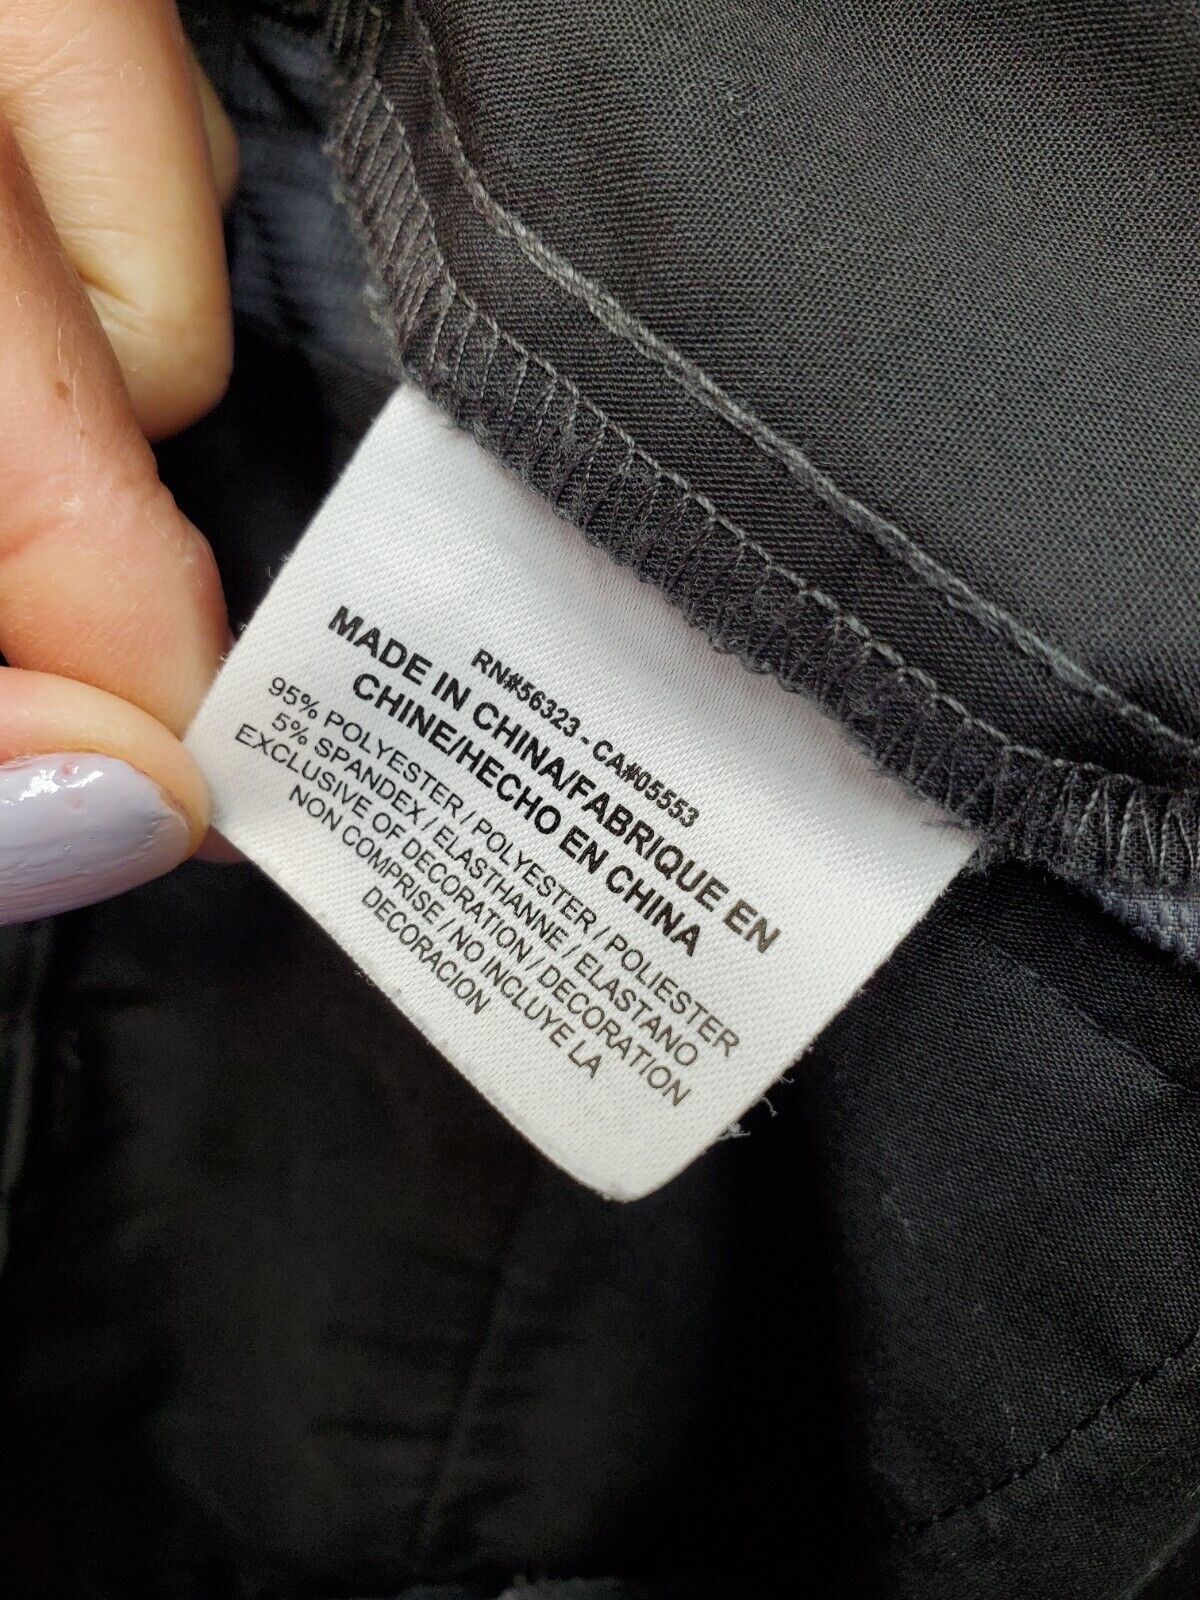 RN#56323 - CA#05553
MADE IN CHINA/FABRIQUE EN
CHINE/HECHO EN CHINA
95% POLYESTER / POLYESTER / POLIESTER
5% SPANDEX / ELASTHANNE / ELASTANO
EXCLUSIVE OF DECORATION / DECORATION
NON COMPRISE / NO INCLUYE LA
DECORACION